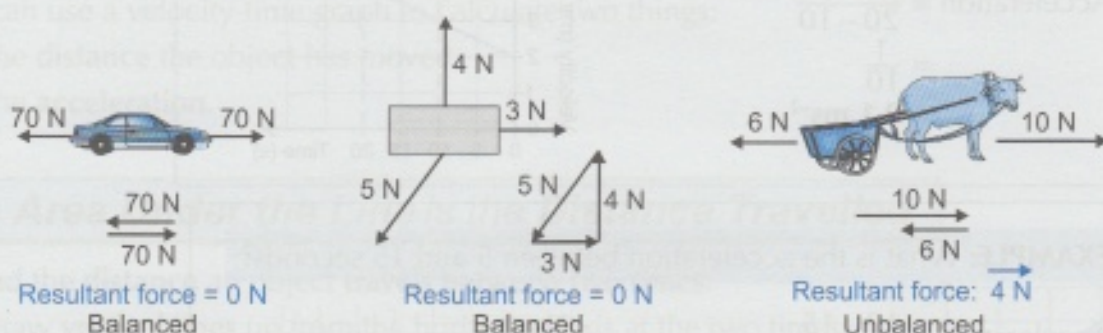 70 N 70 N
70 N
70 N
Resultant force = 0 N
Balanced
4 N
3 N
5 N
5 N
4 N
3 N
Resultant force = 0 N
Balanced
6 N
10 N
10 N
6 N
Resultant force: 4 N
Unbalanced